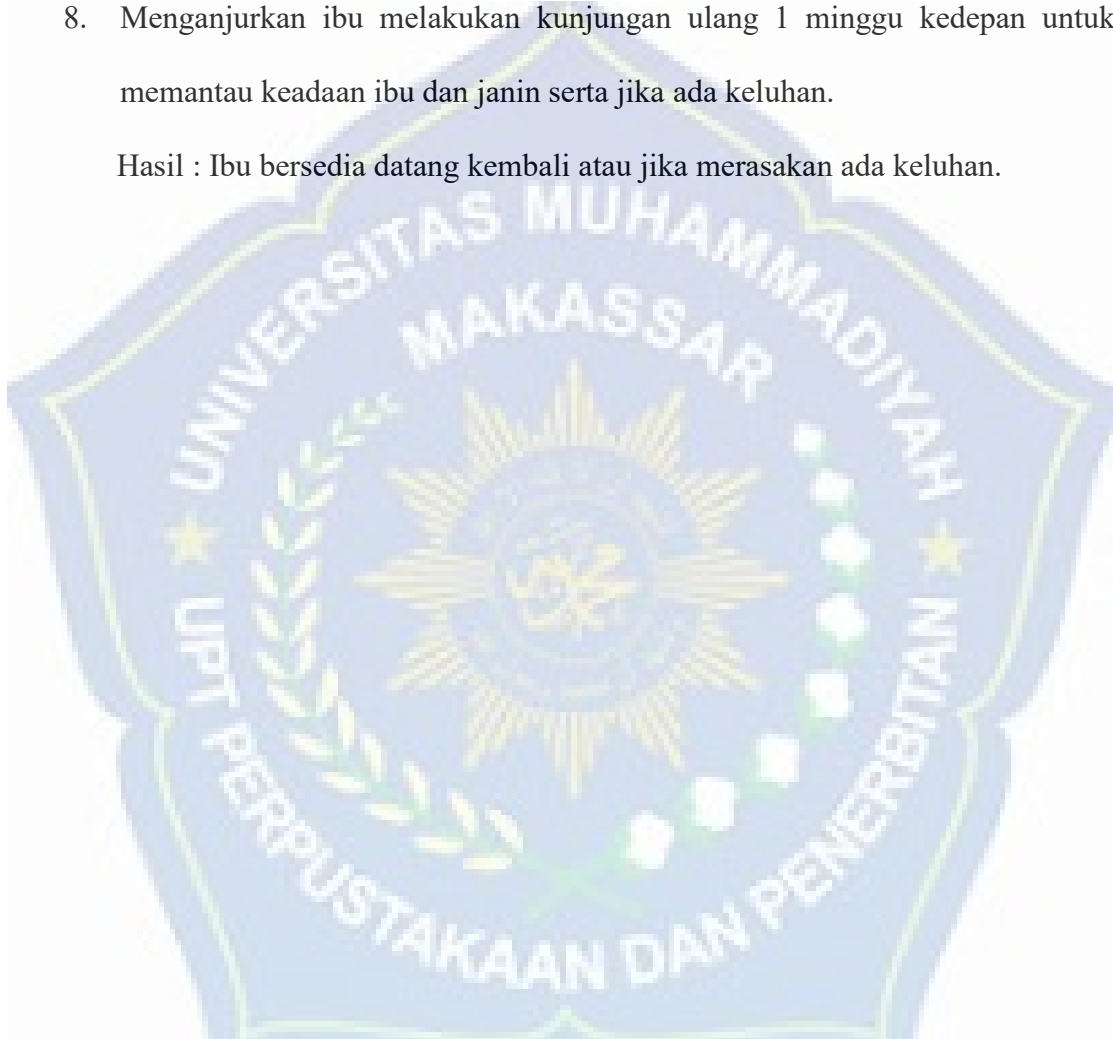 8. Menganjurkan ibu melakukan kunjungan ulang 1 minggu kedepan untuk
memantau keadaan ibu dan janin serta jika ada keluhan.
Hasil : Ibu bersedia datang kembali atau jika merasakan ada keluhan.
UNIVERSITAS MUHAMMADIYAH
MAKASSAR
UPT PERPUSTAKAAN DAN PENERBITAN